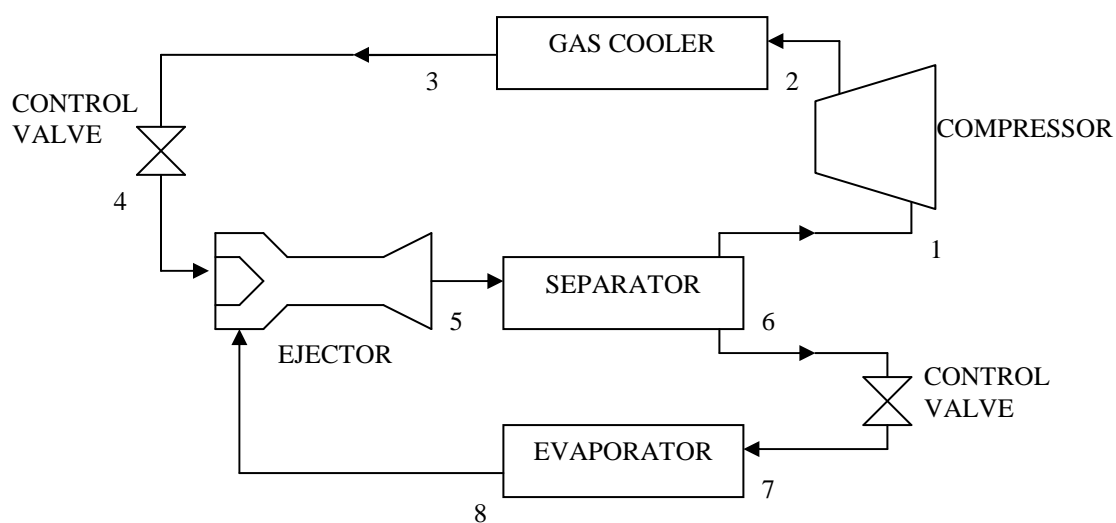 GAS COOLER
3
2
CONTROL
VALVE
COMPRESSOR
4
1
SEPARATOR
5
6
EJECTOR
CONTROL
VALVE
EVAPORATOR
7
8